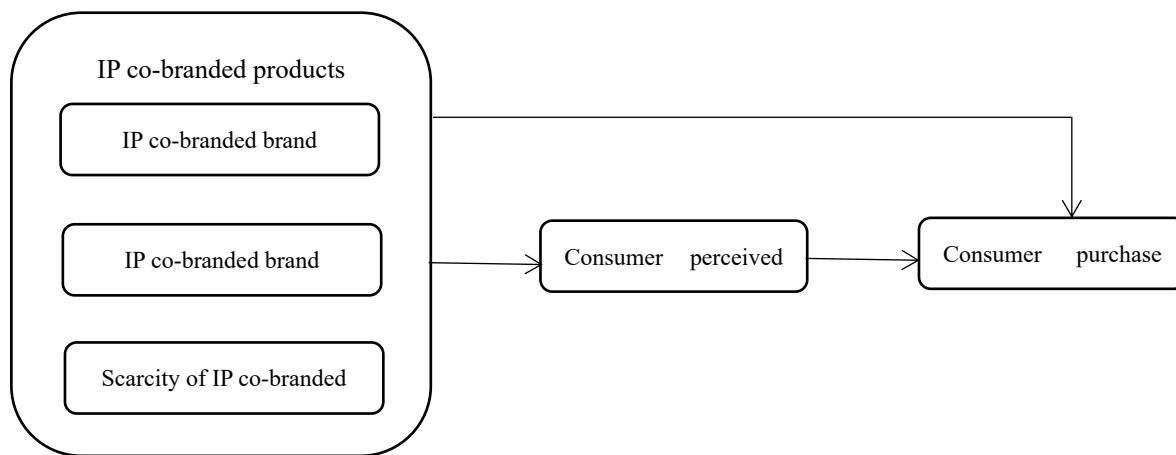 IP co-branded products
IP co-branded brand
IP co-branded brand
Scarcity of IP co-branded
Consumer perceived
Consumer purchase